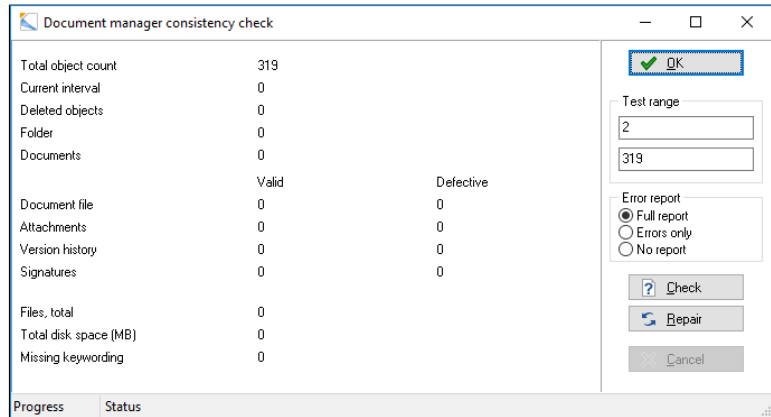 Document manager consistency check
Total object count 319
Current interval 0
Deleted objects 0
Folder 0
Documents 0
Valid Defective
Document file 0 0
Attachments 0 0
Version history 0 0
Signatures 0 0
Files, total 0
Total disk space (MB) 0
Missing keywording 0
OK
Test range
2
319
Error report
Full report
Errors only
No report
Check
Repair
Cancel
Progress Status